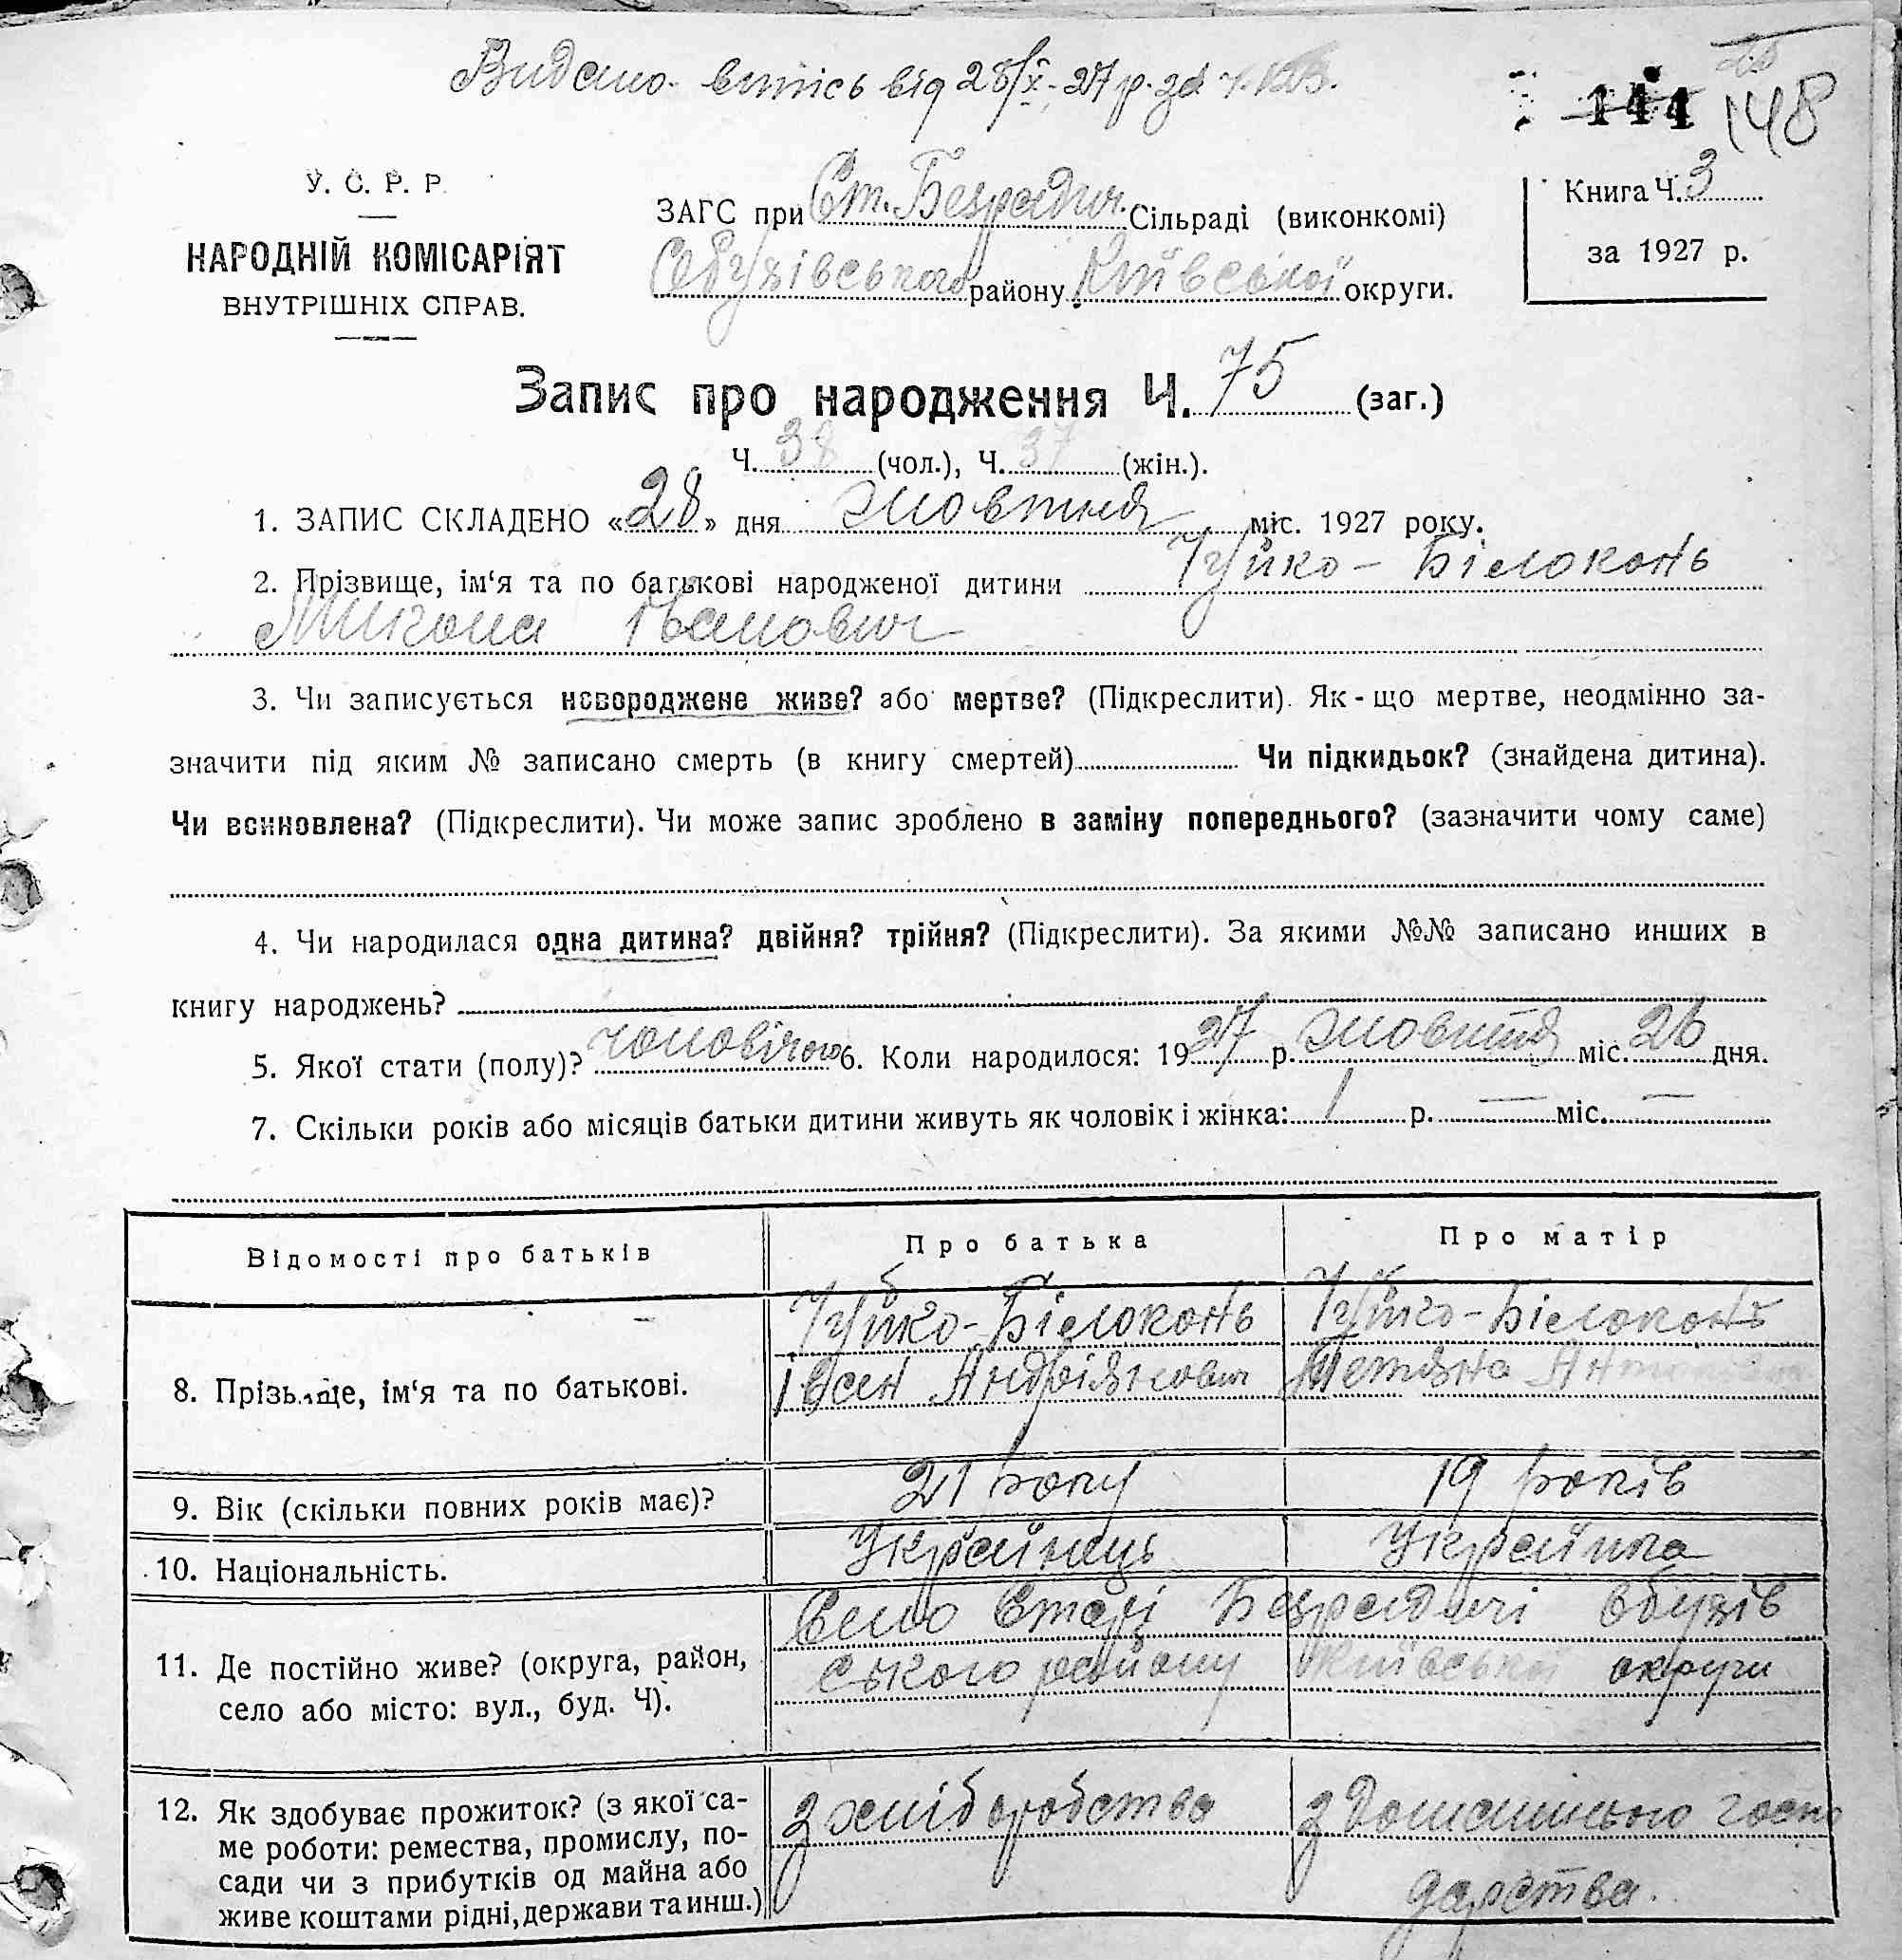 Видано витісь від 28/X-27 р. за ч.
144 148
У. С. Р. Р.
НАРОДНІЙ КОМІСАРІЯТ
ВНУТРІШНІХ СПРАВ.
ЗАГС при Ст. Безрадич. Сільраді (виконкомі)
Обухівського району Київської округи.
Книга Ч. 3
за 1927 р.
Запис про народження Ч. 75 (заг.)
Ч. 38 (чол.), Ч. 37 (жін.).
1. ЗАПИС СКЛАДЕНО «28» дня жовтня міс. 1927 року.
2. Прізвище, ім‘я та по батькові народженої дитини Чуйко-Білоконь
Микола Іванович
3. Чи записується новороджене живе? або мертве? (Підкреслити). Як-що мертве, неодмінно за-
значити під яким № записано смерть (в книгу смертей) Чи підкидьок? (знайдена дитина).
Чи всиновлена? (Підкреслити). Чи може запис зроблено в заміну попереднього? (зазначити чому саме)
4. Чи народилася одна дитина? двійня? трійня? (Підкреслити). За якими №№ записано инших в
книгу народжень?
5. Якої стати (полу)? чоловічого 6. Коли народилося: 1927 р. жовтня міс. 26 дня.
7. Скільки років або місяців батьки дитини живуть як чоловік і жінка: 1 р. — міс. —
Відомості про батьків Про батька Про матір
8. Прізвище, ім‘я та по батькові.
Чуйко-Білоконь Чуйко-Білоконь
Іван Андріянович Тетяна
9. Вік (скільки повних років має)? 21 року 19 років
10. Національність. Українець Українка
11. Де постійно живе? (округа, район,
село або місто: вул., буд. Ч).
Село Старі Безрадичі Обухів
ського району Київської округи
12. Як здобуває прожиток? (з якої са-
ме роботи: ремества, промислу, по-
сади чи з прибутків од майна або
живе коштами рідні, держави та инш.)
з хліборобства з домашнього госпо
дарства.